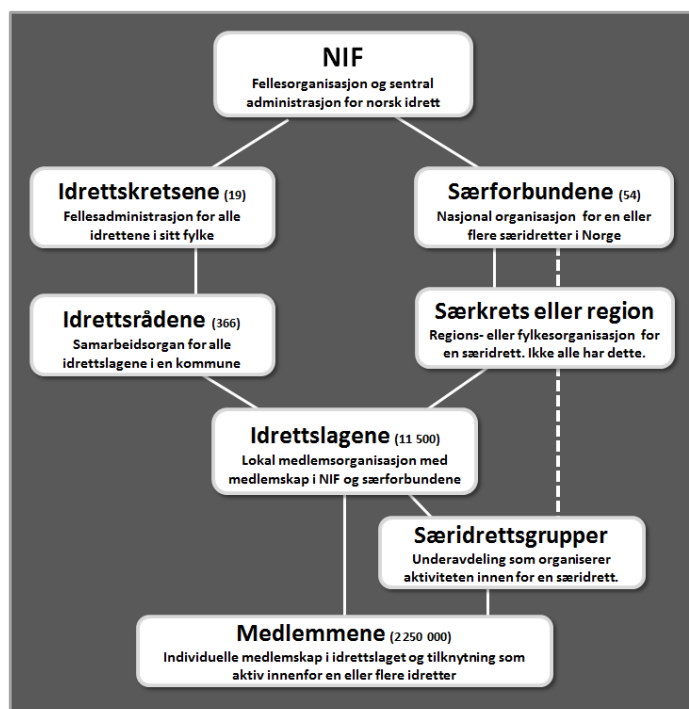 NIF
Fellesorganisasjon og sentral
administrasjon for norsk idrett
Idrettskretsene (19)
Fellesadministrasjon for alle
idrettene i sitt fylke
Særforbundene (54)
Nasjonal organisasjon for en eller
flere særidretter i Norge
Idrettsrådene (366)
Samarbeidsorgan for alle
idrettslagene i en kommune
Særkrets eller region
Regions- eller fylkesorganisasjon for
en særidrett. Ikke alle har dette.
Idrettslagene (11 500)
Lokal medlemsorganisasjon med
medlemskap i NIF og særforbundene
Særidrettsgrupper
Underavdeling som organiserer
aktiviteten innen for en særidrett.
Medlemmene (2 250 000)
Individuelle medlemskap i idrettslaget og tilknytning som
aktiv innenfor en eller flere idretter